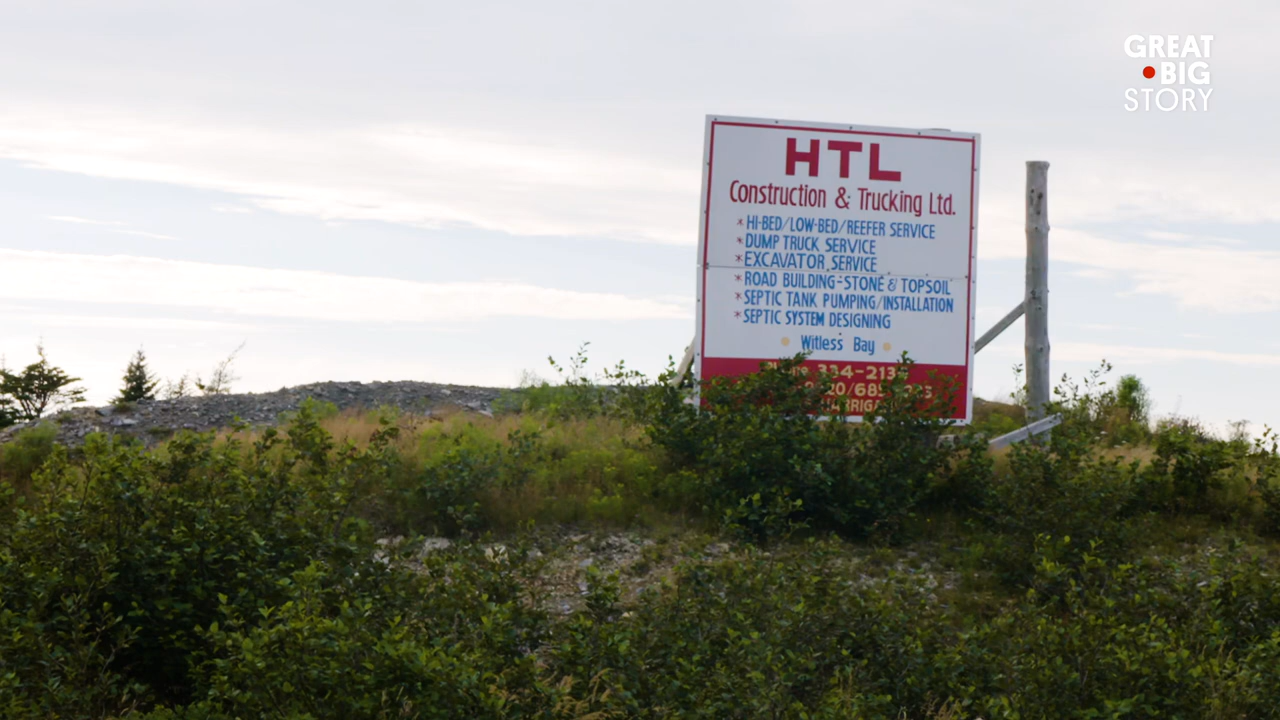 GREAT
BIG
STORY
HTL
Construction & Trucking Ltd.
* HI-BED/LOW-BED/REEFER SERVICE
* DUMP TRUCK SERVICE
* EXCAVATOR SERVICE
* ROAD BUILDING-STONE & TOPSOIL
* SEPTIC TANK PUMPING/INSTALLATION
* SEPTIC SYSTEM DESIGNING
Witless Bay